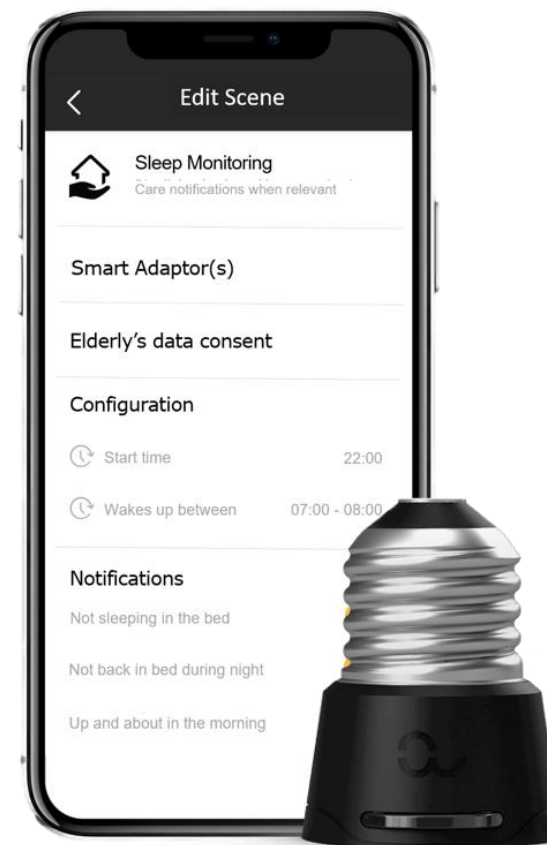 Edit Scene
Sleep Monitoring
Care notifications when relevant
Smart Adaptor(s)
Elderly's data consent
Configuration
Start time 22:00
Wakes up between 07:00 - 08:00
Notifications
Not sleeping in the bed
Not back in bed during night
Up and about in the morning